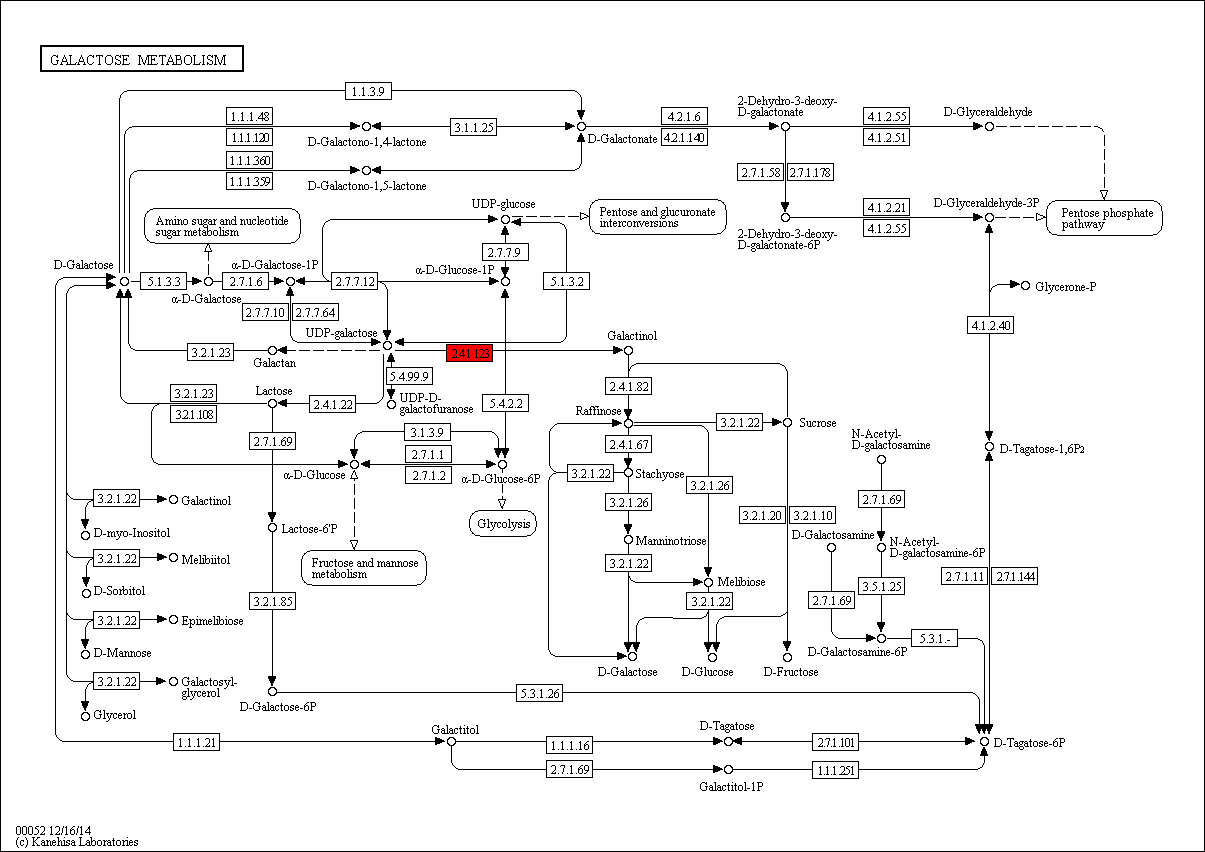 GALACTOSE METABOLISM
1.1.3.9
1.1.1.48
1.1.1.120
D-Galactono-1,4-lactone
3.1.1.25
D-Galactonate
4.2.1.6
4.2.1.140
2-Dehydro-3-deoxy-
D-galactonate
4.1.2.55
4.1.2.51
D-Glyceraldehyde
1.1.1.360
1.1.1.359
D-Galactono-1,5-lactone
2.7.1.58
2.7.1.178
Amino sugar and nucleotide
sugar metabolism
UDP-glucose
Pentose and glucuronate
interconversions
2-Dehydro-3-deoxy-
D-galactonate-6P
4.1.2.21
4.1.2.55
D-Glyceraldehyde-3P
Pentose phosphate
pathway
2.7.7.9
D-Galactose
5.1.3.3
α-D-Galactose
2.7.1.6
α-D-Galactose-1P
2.7.7.12
α-D-Glucose-1P
5.1.3.2
Glycerone-P
2.7.7.10
2.7.7.64
4.1.2.40
UDP-galactose
Galactinol
3.2.1.23
Galactan
2.4.1.123
5.4.99.9
UDP-D-
galactofuranose
2.4.1.82
3.2.1.23
3.2.1.108
Lactose
2.4.1.22
5.4.2.2
Raffinose
3.2.1.22
Sucrose
2.7.1.69
3.1.3.9
2.7.1.1
2.7.1.2
2.4.1.67
N-Acetyl-
D-galactosamine
D-Tagatose-1,6P2
α-D-Glucose
α-D-Glucose-6P
3.2.1.22
Stachyose
3.2.1.26
3.2.1.22
Galactinol
D-myo-Inositol
3.2.1.26
2.7.1.69
Glycolysis
3.2.1.20
3.2.1.10
Lactose-6'P
Manninotriose
D-Galactosamine
N-Acetyl-
D-galactosamine-6P
3.2.1.22
Melibiitol
D-Sorbitol
Fructose and mannose
metabolism
3.2.1.22
Melibiose
3.5.1.25
2.7.1.11
2.7.1.144
3.2.1.85
3.2.1.22
2.7.1.69
3.2.1.22
Epimelibiose
D-Mannose
5.3.1.-
D-Galactosamine-6P
D-Galactose
D-Glucose
D-Fructose
3.2.1.22
Galactosyl-
glycerol
Glycerol
D-Galactose-6P
5.3.1.26
Galactitol
D-Tagatose
1.1.1.21
1.1.1.16
2.7.1.101
D-Tagatose-6P
2.7.1.69
Galactitol-1P
1.1.1.251
00052 12/16/14
(c) Kanehisa Laboratories